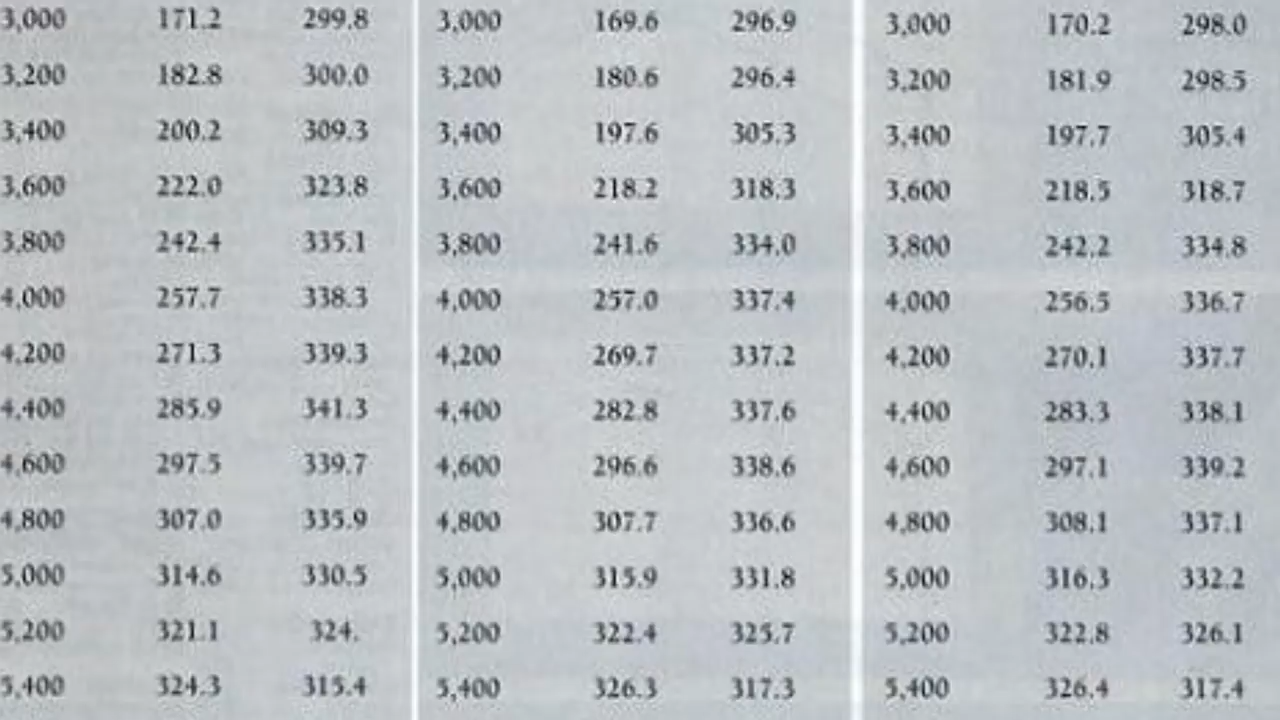 3,000 171.2 299.8 3,000 169.6 296.9 3,000 170.2 298.0
3,200 182.8 300.0 3,200 180.6 296.4 3,200 181.9 298.5
3,400 200.2 309.3 3,400 197.6 305.3 3,400 197.7 305.4
3,600 222.0 323.8 3,600 218.2 318.3 3,600 218.5 318.7
3,800 242.4 335.1 3,800 241.6 334.0 3,800 242.2 334.8
4,000 257.7 338.3 4,000 257.0 337.4 4,000 256.5 336.7
4,200 271.3 339.3 4,200 269.7 337.2 4,200 270.1 337.7
4,400 285.9 341.3 4,400 282.8 337.6 4,400 283.3 338.1
4,600 297.5 339.7 4,600 296.6 338.6 4,600 297.1 339.2
4,800 307.0 335.9 4,800 307.7 336.6 4,800 308.1 337.1
5,000 314.6 330.5 5,000 315.9 331.8 5,000 316.3 332.2
5,200 321.1 324. 5,200 322.4 325.7 5,200 322.8 326.1
5,400 324.3 315.4 5,400 326.3 317.3 5,400 326.4 317.4